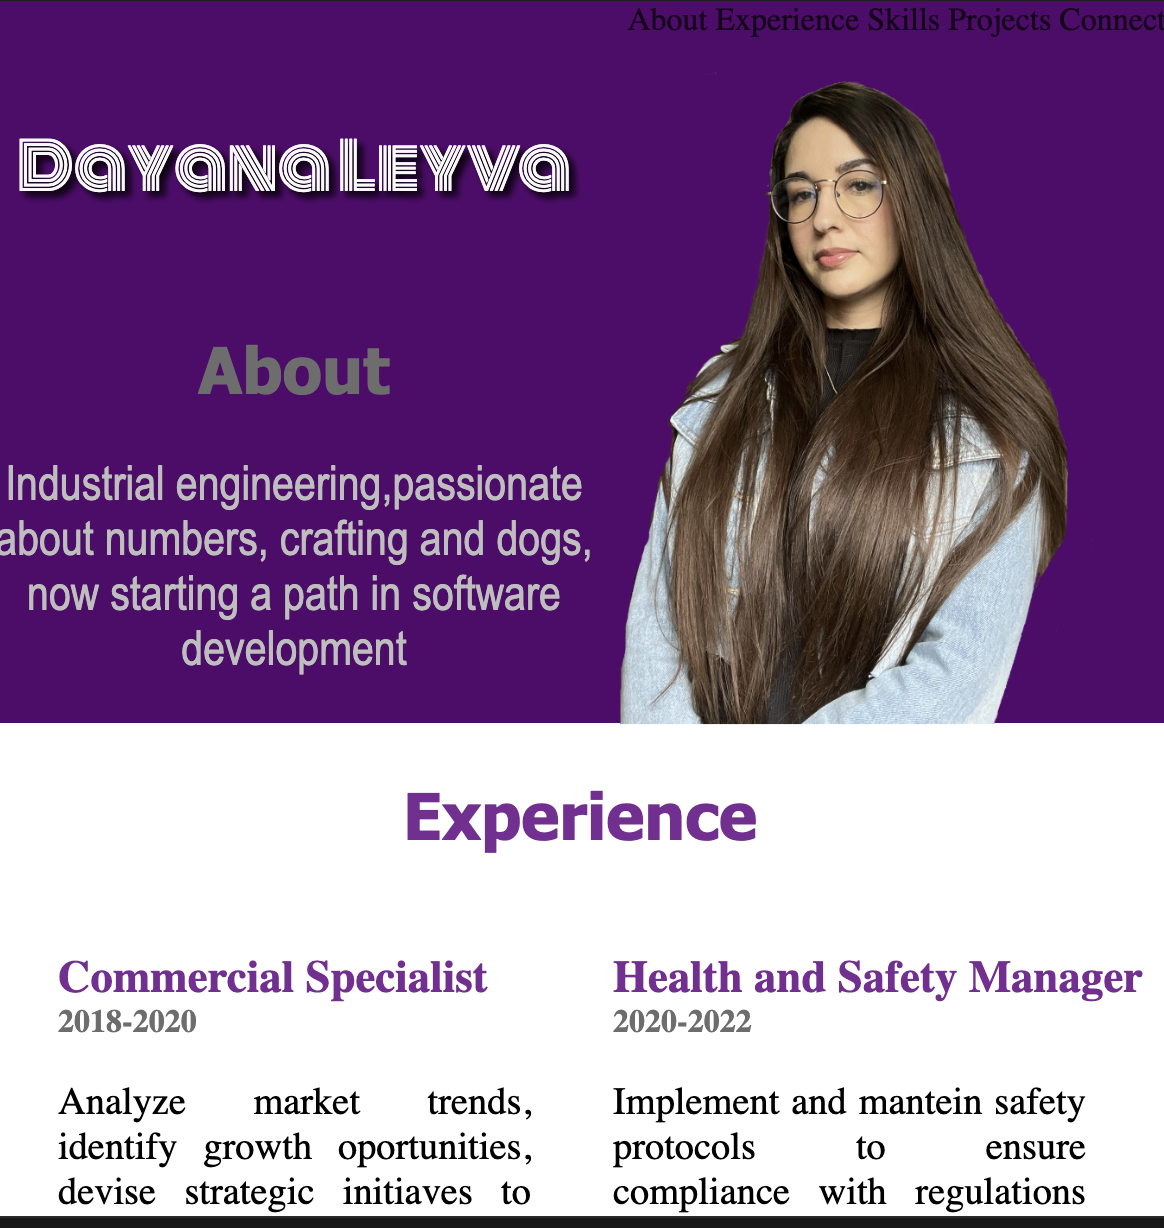 About Experience Skills Projects Connect
Dayana Leyva
About
Industrial engineering,passionate
about numbers, crafting and dogs,
now starting a path in software
development
Experience
Commercial Specialist
2018-2020
Analyze market trends,
identify growth oportunities,
devise strategic initiaves to
Health and Safety Manager
2020-2022
Implement and mantein safety
protocols to ensure
compliance with regulations